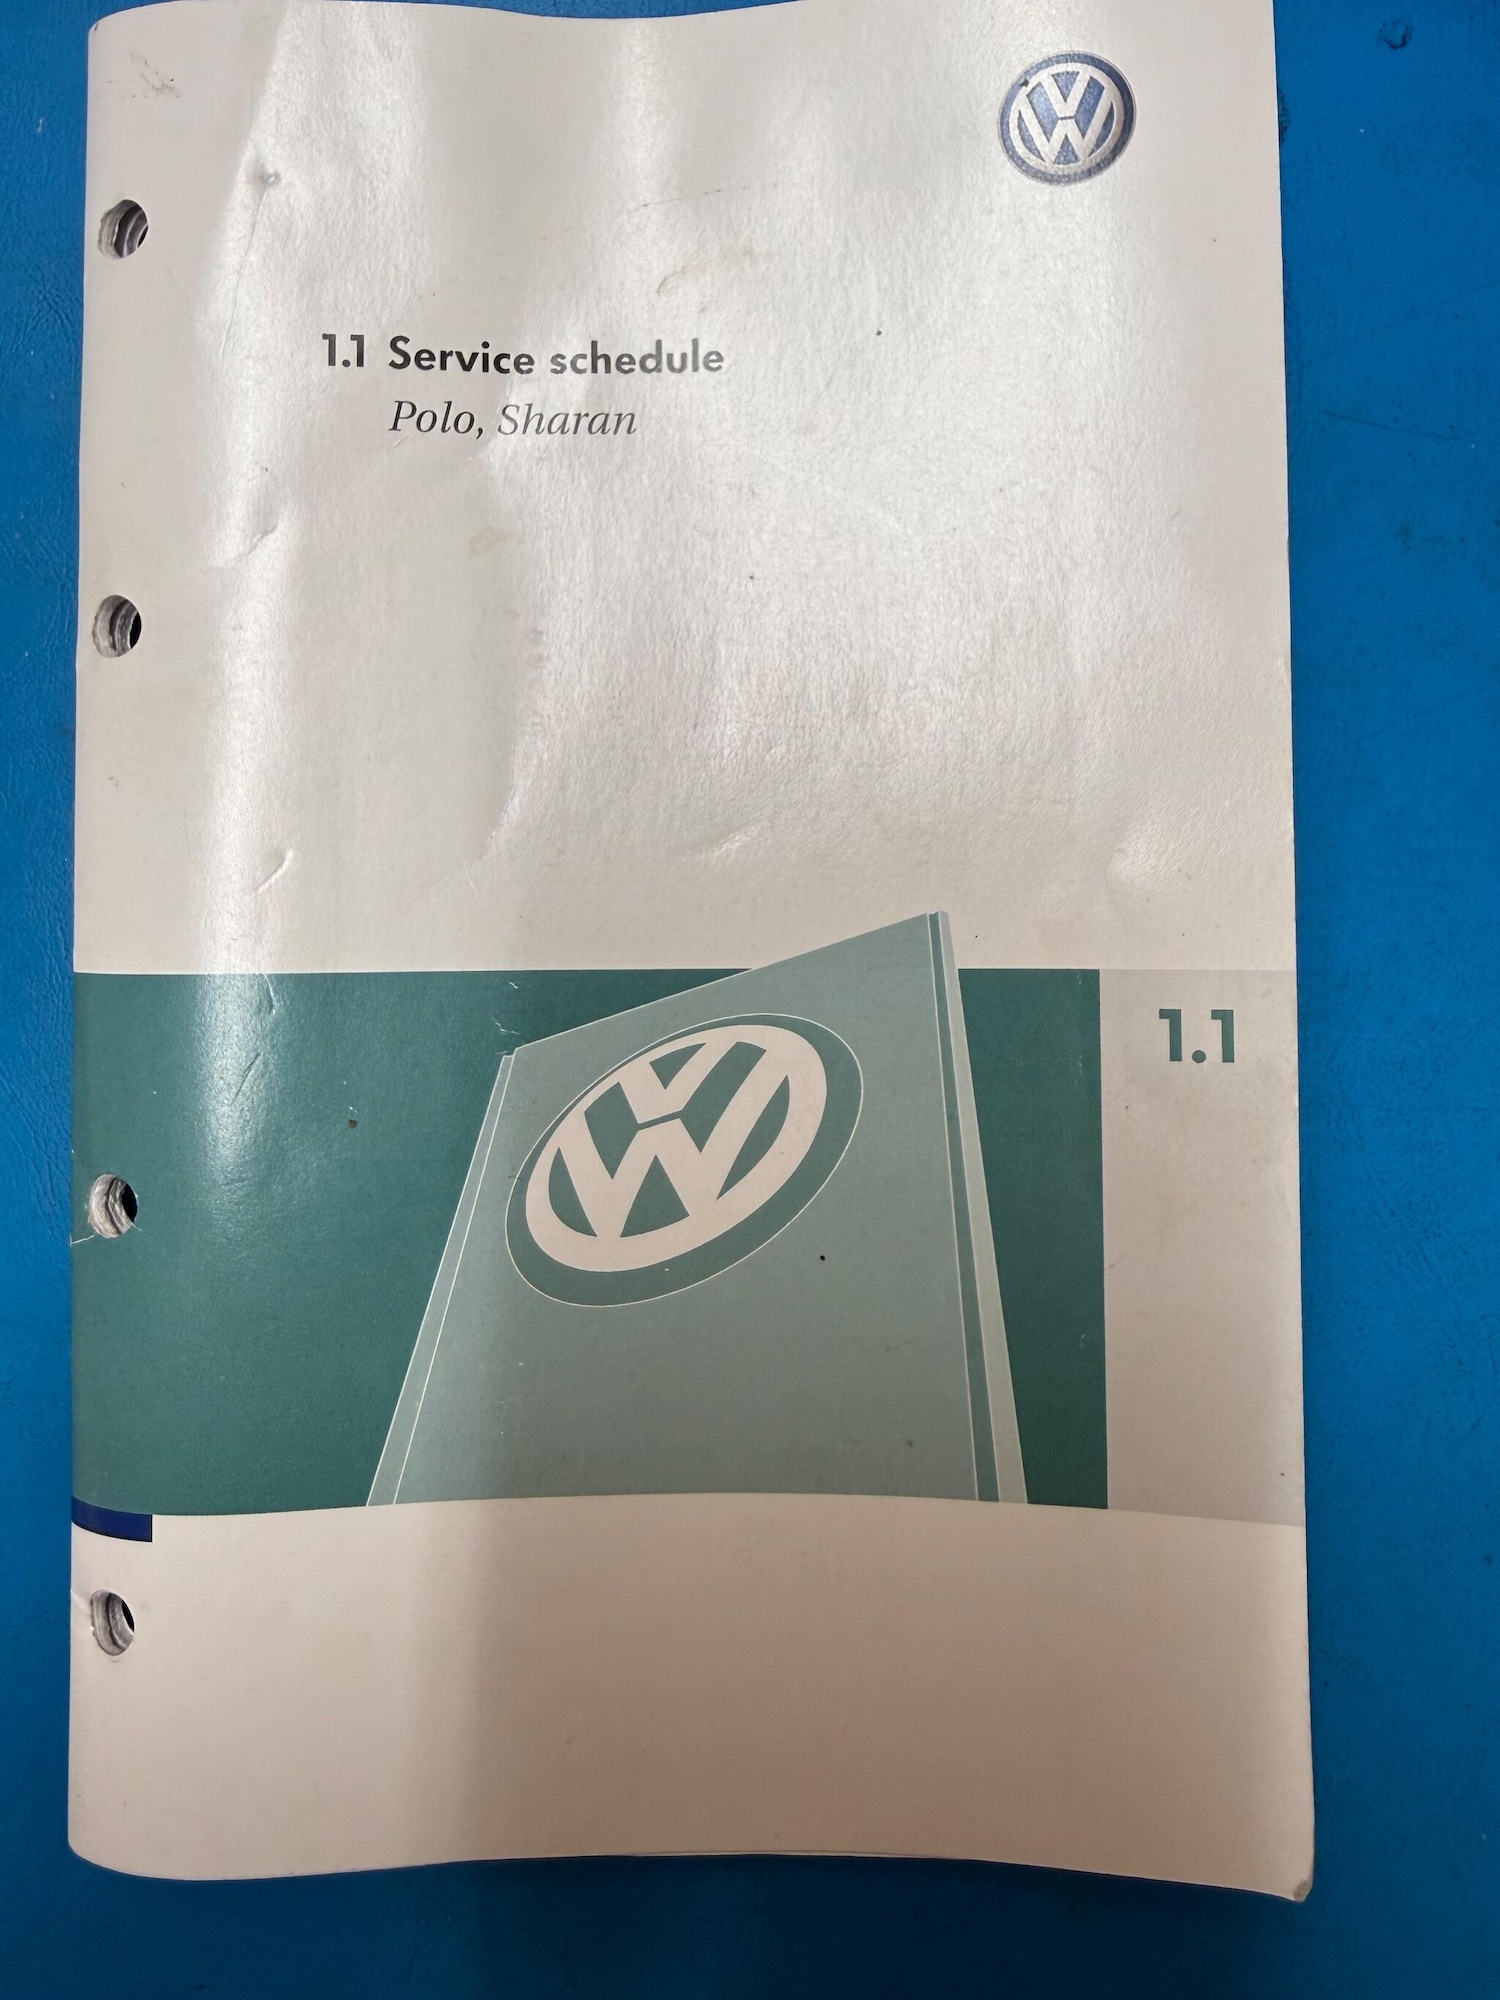 1.1 Service schedule
Polo, Sharan
1.1